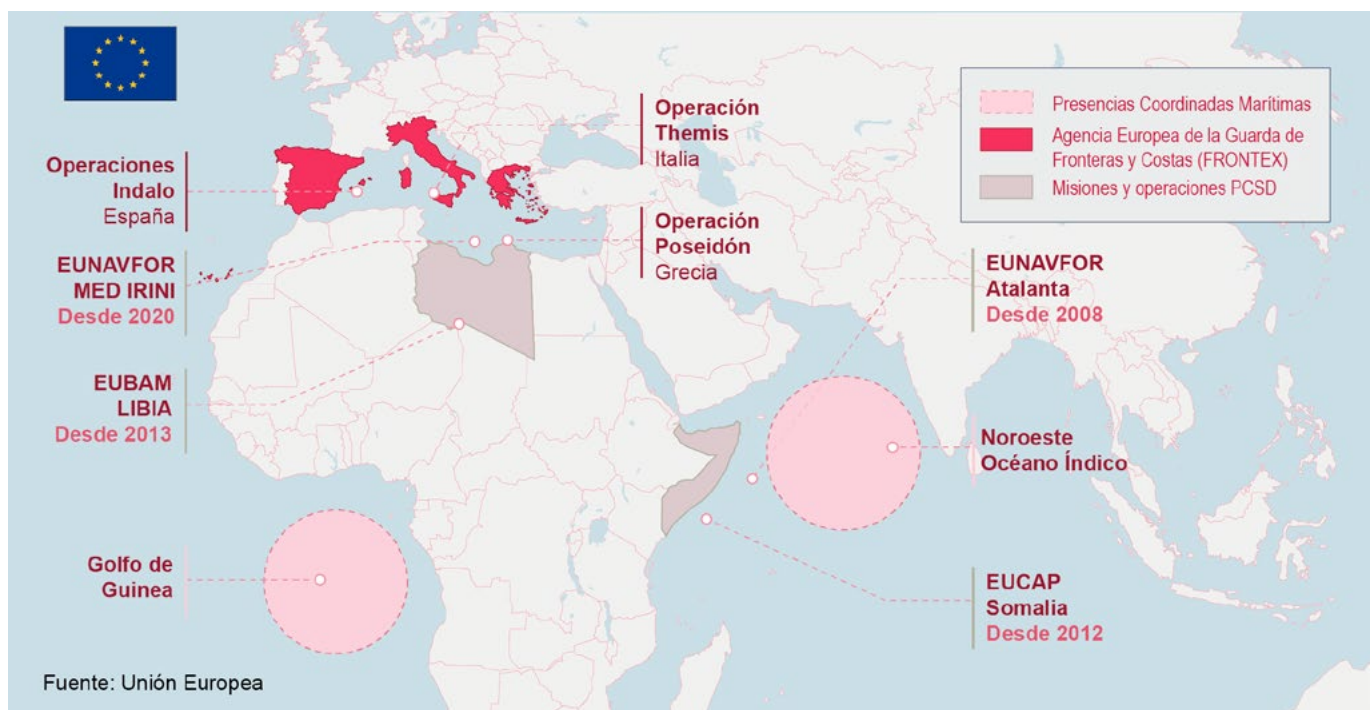 Operación
Themis
Italia
Presencias Coordinadas Marítimas
Agencia Europea de la Guarda de
Fronteras y Costas (FRONTEX)
Misiones y operaciones PCSD
Operaciones
Indalo
España
Operación
Poseidón
Grecia
EUNAVFOR
MED IRINI
Desde 2020
EUNAVFOR
Atalanta
Desde 2008
EUBAM
LIBIA
Desde 2013
Noroeste
Océano Índico
Golfo de
Guinea
EUCAP
Somalia
Desde 2012
Fuente: Unión Europea